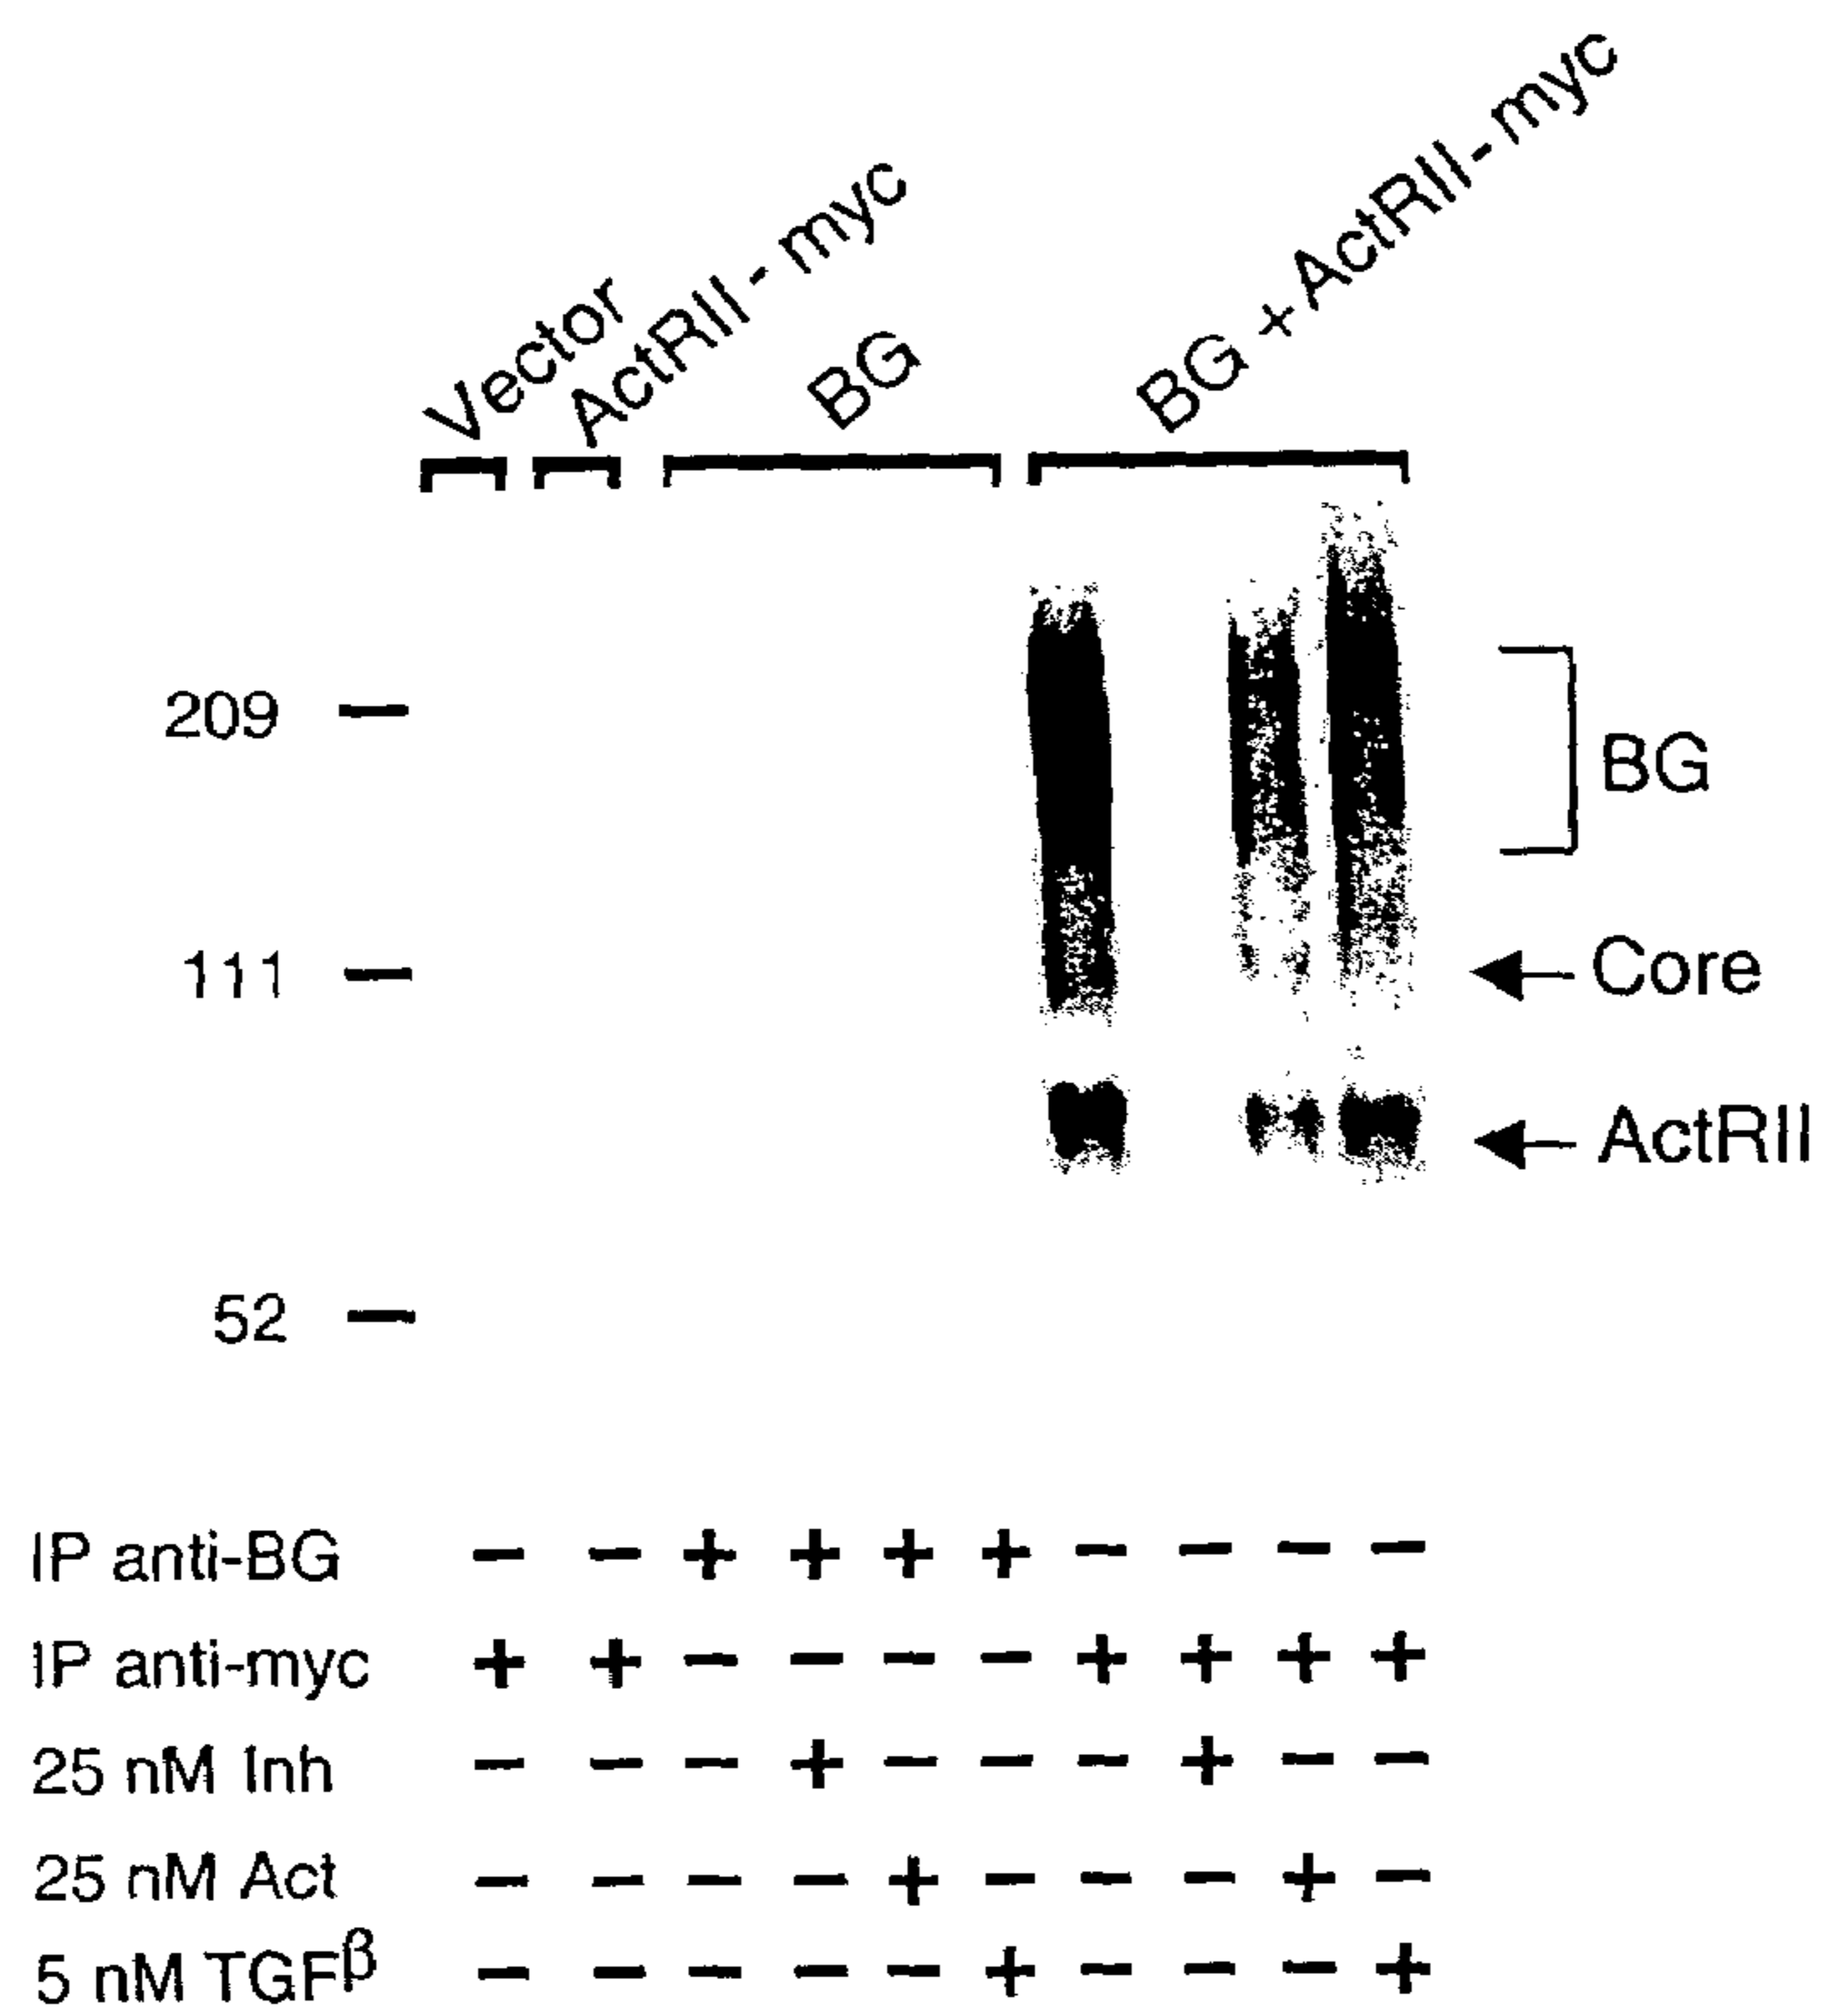 Vector
ActRII-myc
BG
BG+ActRII-myc
209
BG
111
Core
ActRII
52
IP anti-BG − − + + + + − − − −
IP anti-myc + + − − − − + + + +
25 nM Inh − − − + − − − + − −
25 nM Act − − − − + − − − + −
5 nM TGFβ − − − − − + − − − +